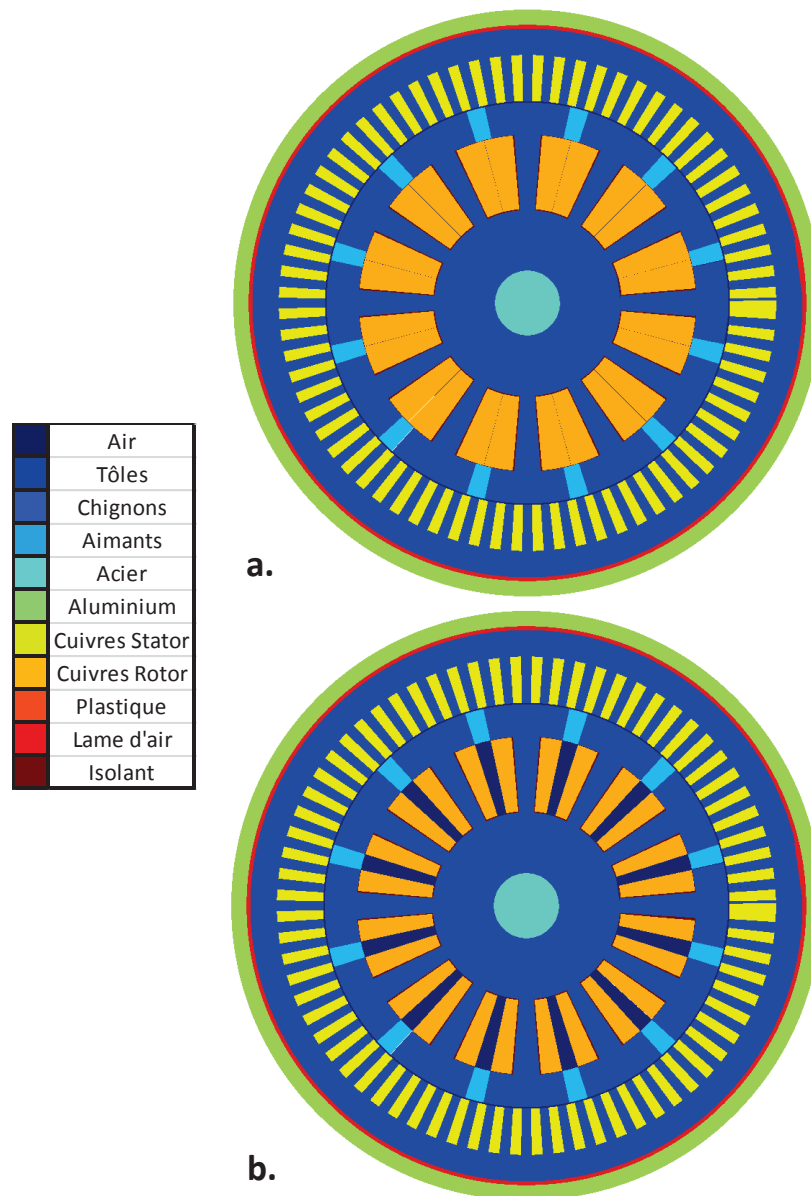 a.
Air
Tôles
Chignons
Aimants
Acier
Aluminium
Cuivres Stator
Cuivres Rotor
Plastique
Lame d'air
Isolant
b.